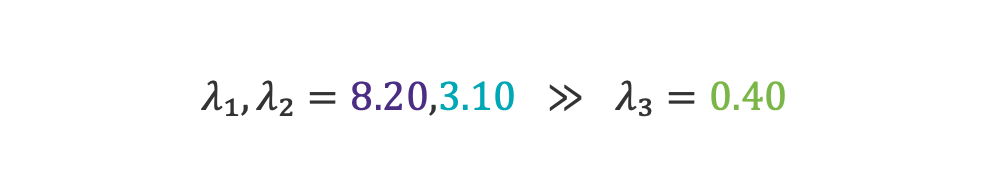 λ₁,λ₂ = 8.20,3.10 ≫ λ₃ = 0.40